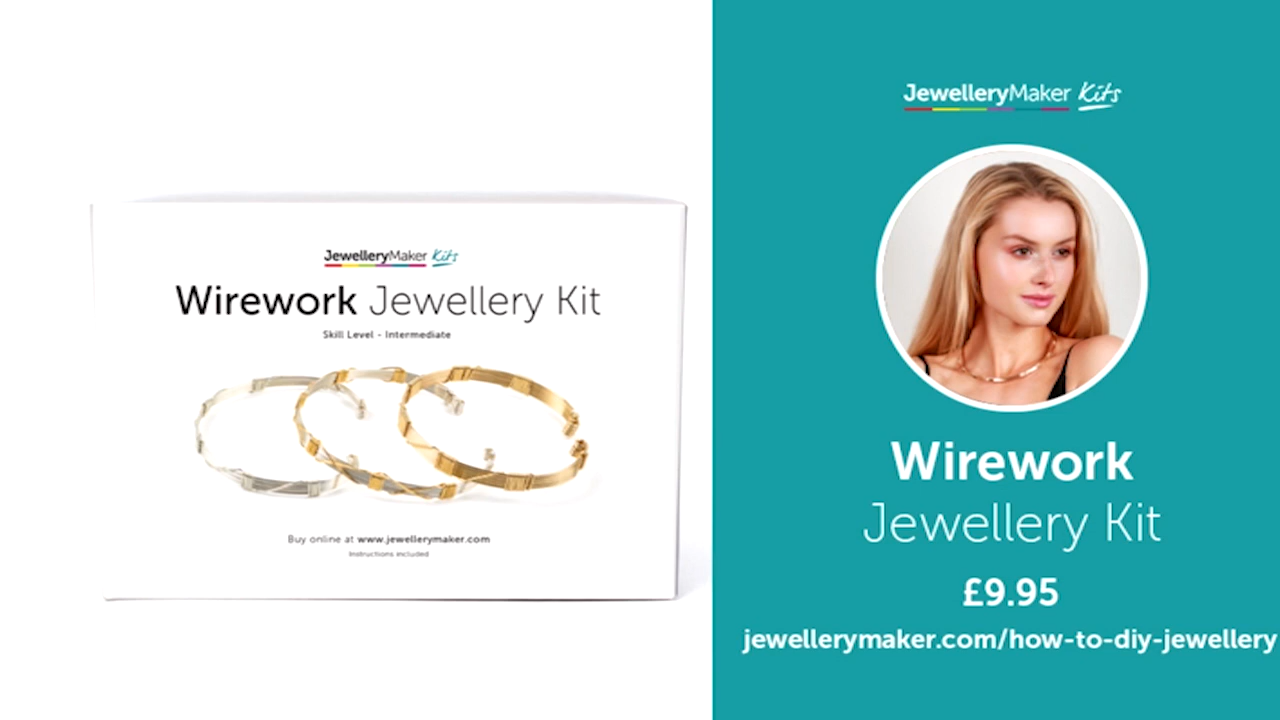 JewelleryMaker Kits
Wirework Jewellery Kit
Skill Level - Intermediate
Buy online at www.jewellerymaker.com
Instructions included
JewelleryMaker Kits
Wirework
Jewellery Kit
£9.95
jewellerymaker.com/how-to-diy-jewellery